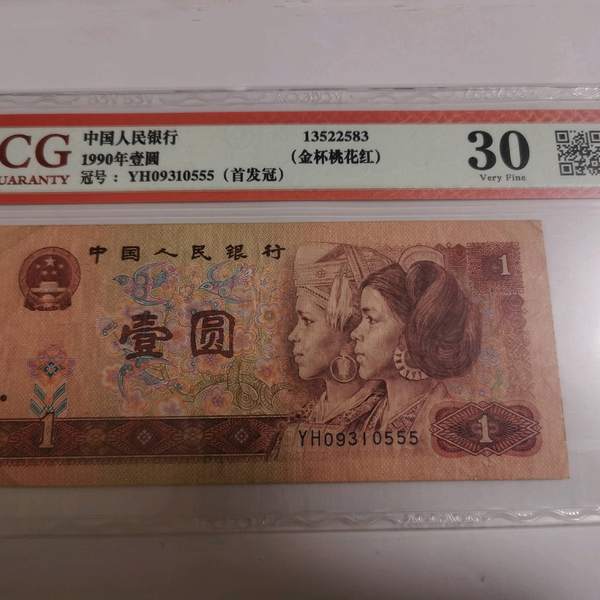 CG
UARANTY
中国人民银行
1990年壹圆
冠号： YH09310555（首发冠）
13522583
（金杯桃花红）
30
Very Fine
中国人民银行
1
壹圆
YH09310555
1
1